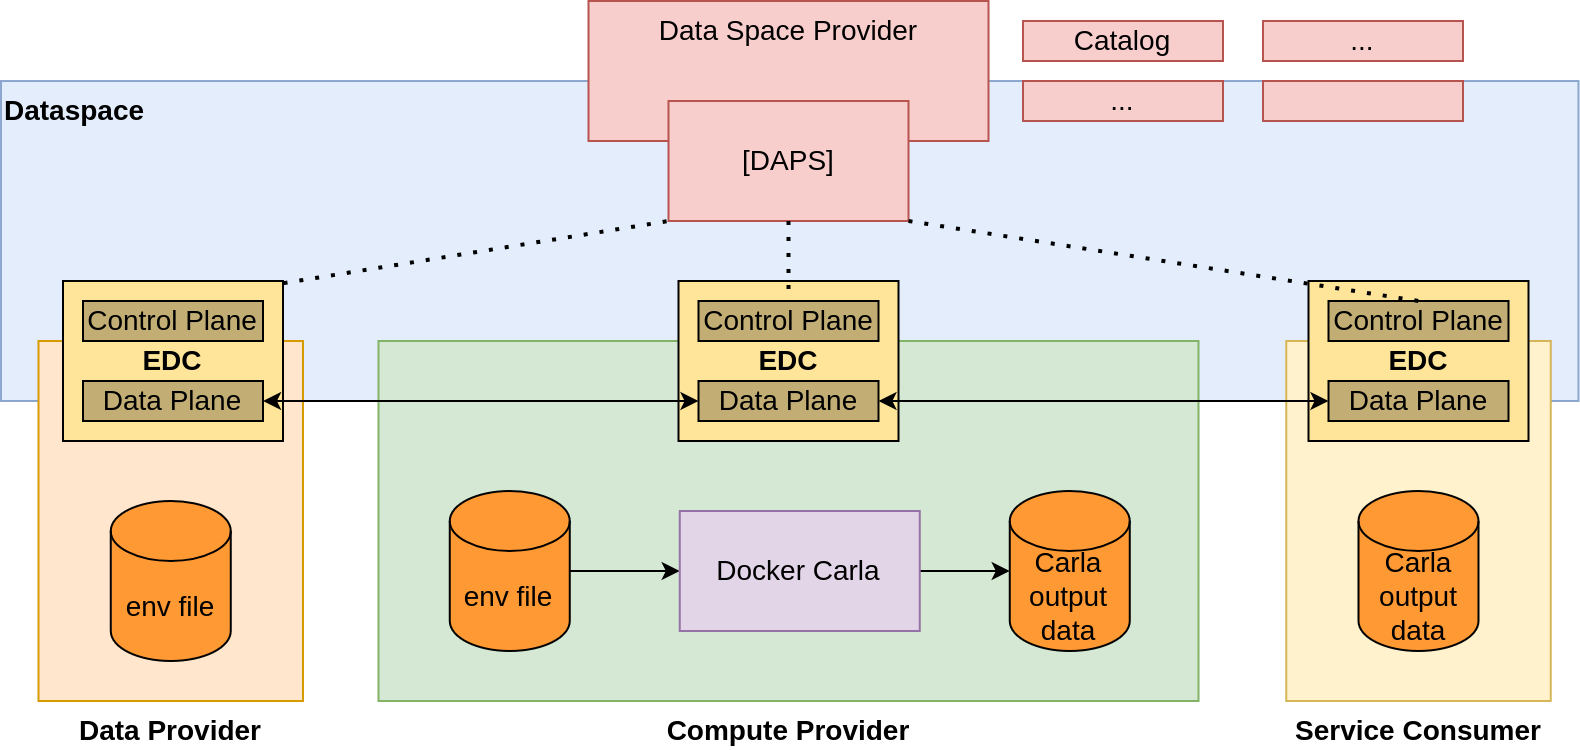 Data Space Provider
Catalog
...
Dataspace
...
[DAPS]
Control Plane
EDC
Data Plane
Control Plane
EDC
Data Plane
Control Plane
EDC
Data Plane
env file
env file
Docker Carla
Carla
output
data
Carla
output
data
Data Provider
Compute Provider
Service Consumer